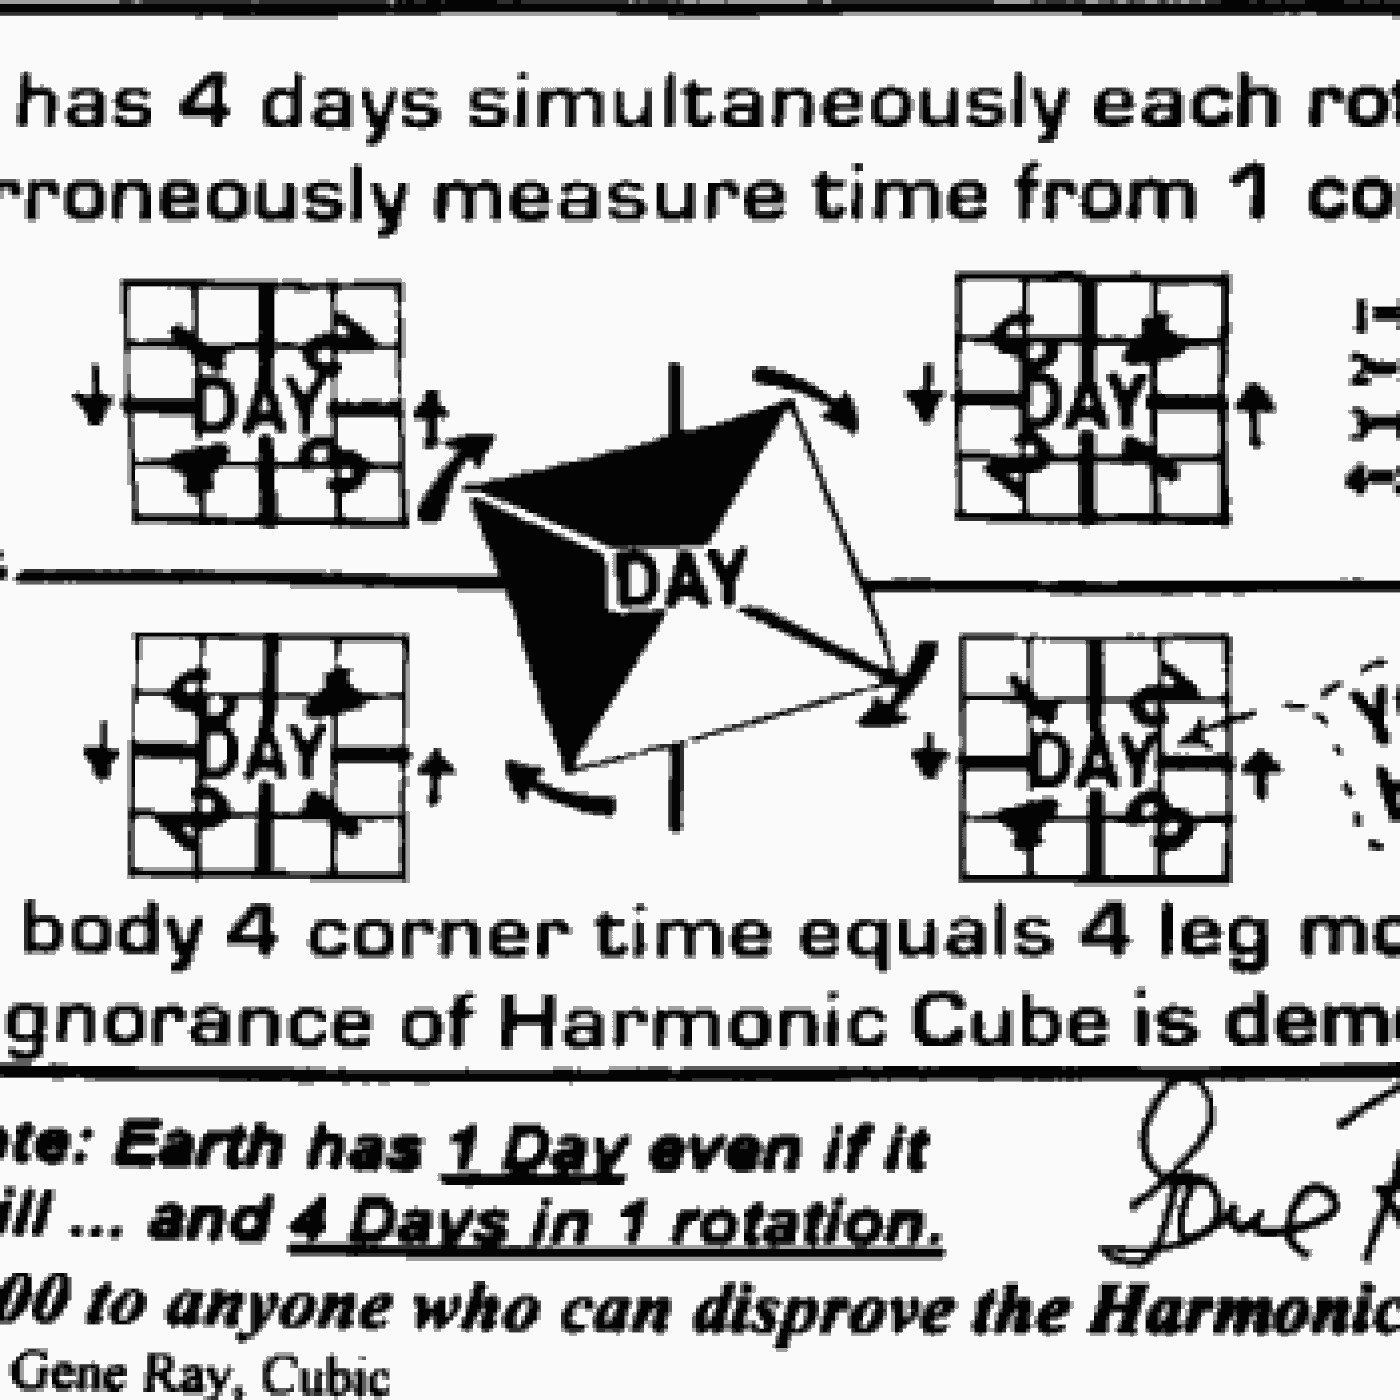 has 4 days simultaneously each rot
rroneously measure time from 1 co
DAY
DAY
DAY
DAY
DAY
body 4 corner time equals 4 leg mo
gnorance of Harmonic Cube is dem
ote: Earth has 1 Day even if it
ill ... and 4 Days in 1 rotation.
00 to anyone who can disprove the Harmonic
Gene Ray, Cubic